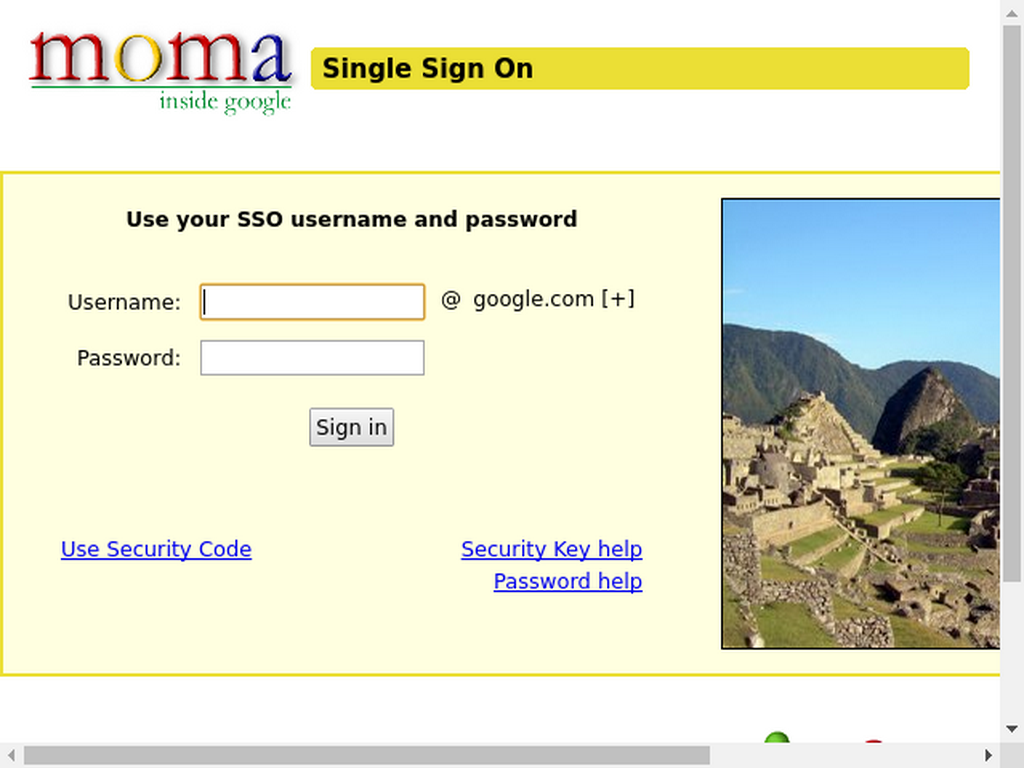 moma
inside google
Single Sign On
Use your SSO username and password
Username: @ google.com [+]
Password:
Sign in
Use Security Code Security Key help
Password help